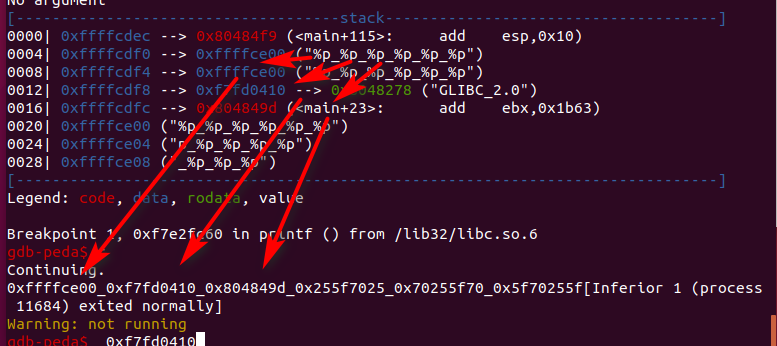 No argument
[------------------------------------stack-------------------------------------]
0000| 0xffffcdec --> 0x80484f9 (<main+115>: add esp,0x10)
0004| 0xffffcdf0 --> 0xffffce00 ("%p_%p_%p_%p_%p_%p")
0008| 0xffffcdf4 --> 0xffffce00 ("%p_%p_%p_%p_%p_%p")
0012| 0xffffcdf8 --> 0xf7fd0410 --> 0x8048278 ("GLIBC_2.0")
0016| 0xffffcdfc --> 0x804849d (<main+23>: add ebx,0x1b63)
0020| 0xffffce00 ("%p_%p_%p_%p_%p_%p")
0024| 0xffffce04 ("p_%p_%p_%p_%p")
0028| 0xffffce08 ("_%p_%p_%p")
[------------------------------------------------------------------------------]
Legend: code, data, rodata, value

Breakpoint 1, in printf () from /lib32/libc.so.6
gdb-peda$
Continuing.
0xffffce00_0xf7fd0410_0x804849d_0x255f7025_0x70255f70_0x5f70255f[Inferior 1 (process
11684) exited normally]
Warning: not running
gdb-peda$ 0xf7fd0410